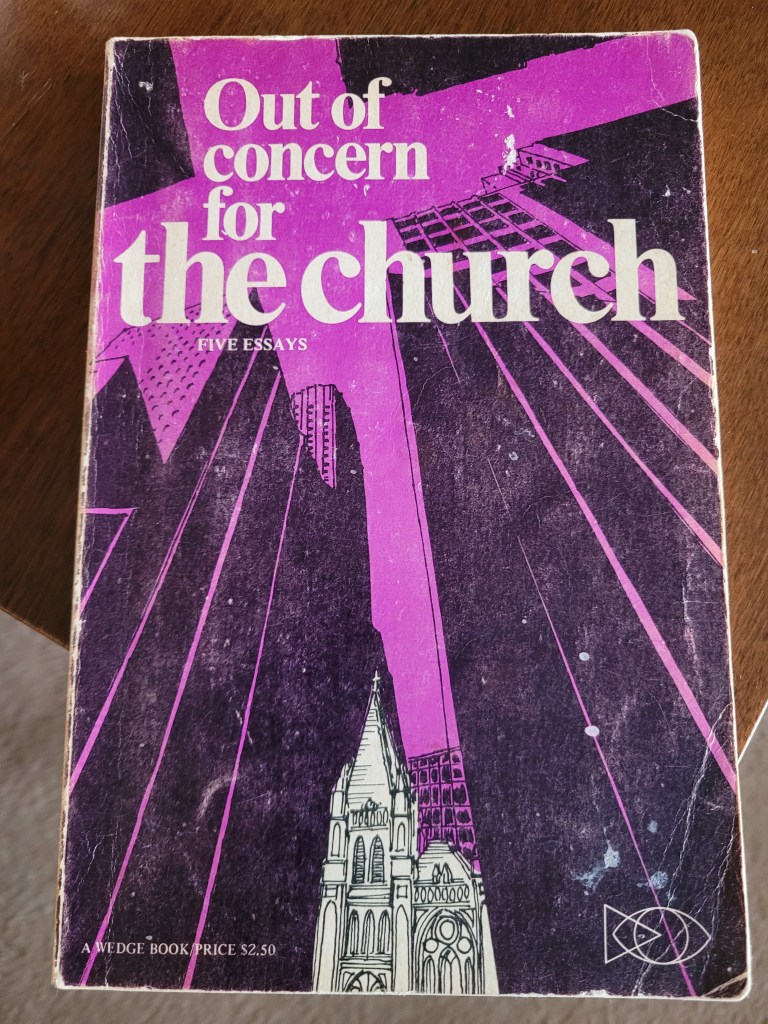 Out of
concern
for
the church
FIVE ESSAYS
A WEDGE BOOK/PRICE $2.50